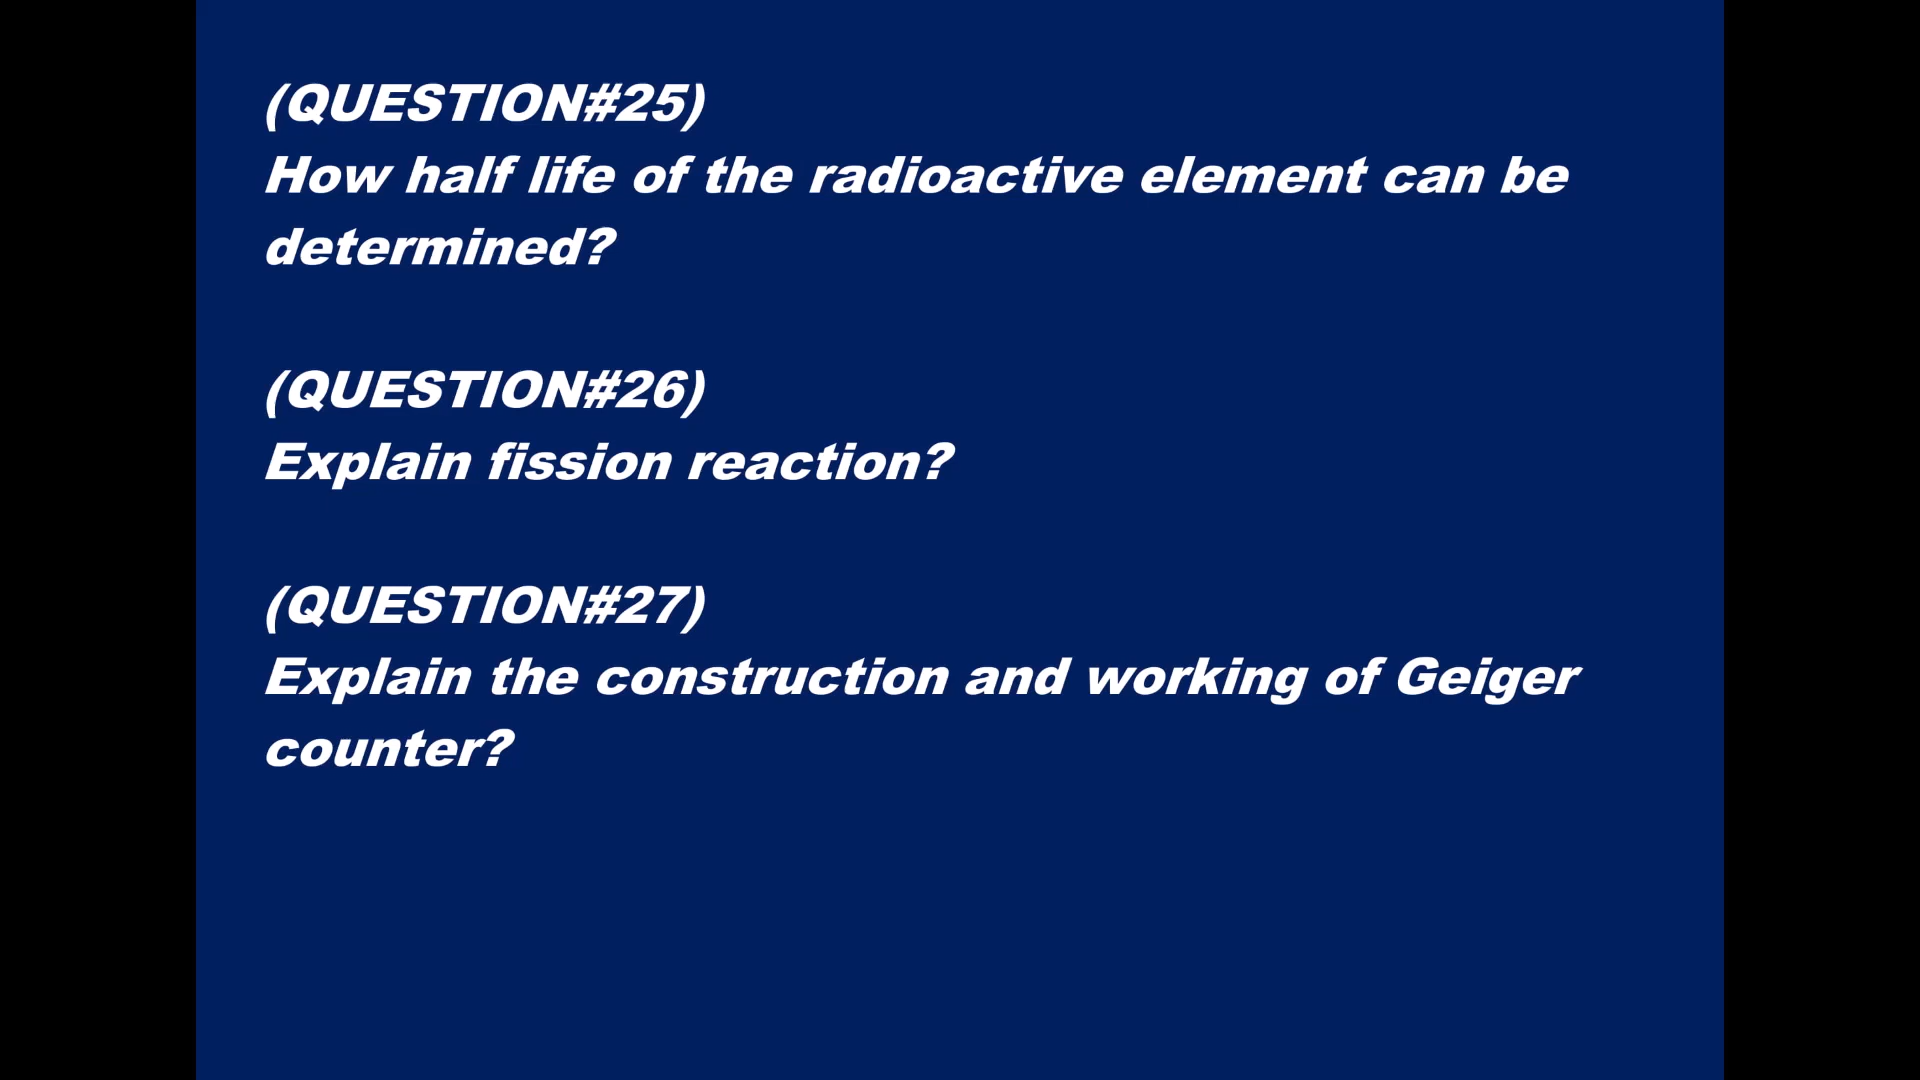 (QUESTION#25)
How half life of the radioactive element can be
determined?
(QUESTION#26)
Explain fission reaction?
(QUESTION#27)
Explain the construction and working of Geiger
counter?